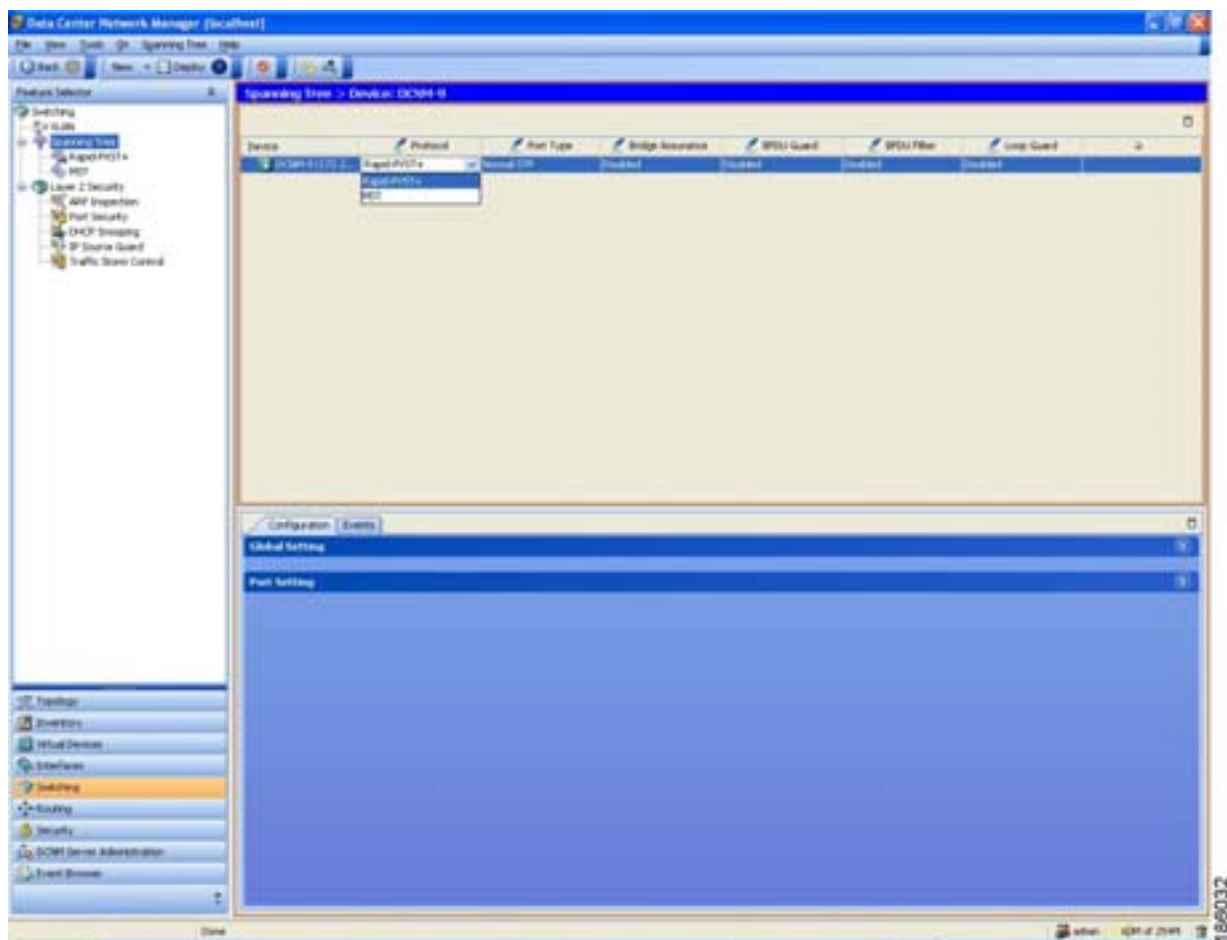 Data Center Network Manager (localhost)
File View Tools Go Spanning Tree Help
Back New Deploy
Feature Selector
Spanning Tree > Device: DCNM-9
Switching
VLAN
Spanning Tree
Rapid-PVST+
MST
Layer 2 Security
ARP Inspection
Port Security
DHCP Snooping
IP Source Guard
Traffic Storm Control
Device Protocol Port Type Bridge Assurance BPDU Guard BPDU Filter Loop Guard
Rapid-PVST+ Normal STP Disabled Disabled Disabled Disabled
Rapid-PVST+
MST
Configuration Events
Global Setting
Port Setting
Topology
Inventory
Virtual Devices
Interfaces
Switching
Routing
Security
DCNM Server Administration
Event Browser
Done
admin
186032